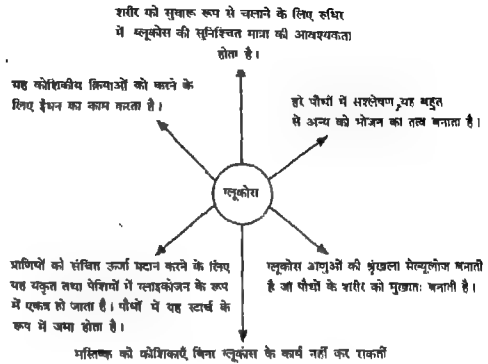 शरीर को सुचारू रूप से चलाने के लिए रुधिर
में ग्लूकोस की सुनिश्चित मात्रा की आवश्यकता
होता है।
यह कोशिकीय क्रियाओं को करने के
लिए ईंधन का काम करता है।
हरे पौधों में सश्लेषण, यह बहुत
से अन्य को भोजन का तत्व बनाता है।
ग्लूकोस
प्राणियों को संचित ऊर्जा प्रदान करने के लिए
यह यकृत तथा पेशियों में ग्लाइकोजन के रूप
में एकत्र हो जाता है। पौधों में यह स्टार्च के
रूप में जमा होता है।
ग्लूकोस अणुओं की श्रृंखला सेल्यूलोज बनाती
है जो पौधों के शरीर को मुख्यतः बनाती है।
मस्तिष्क को कोशिकाएँ बिना ग्लूकोस के कार्य नहीं कर सकतीं